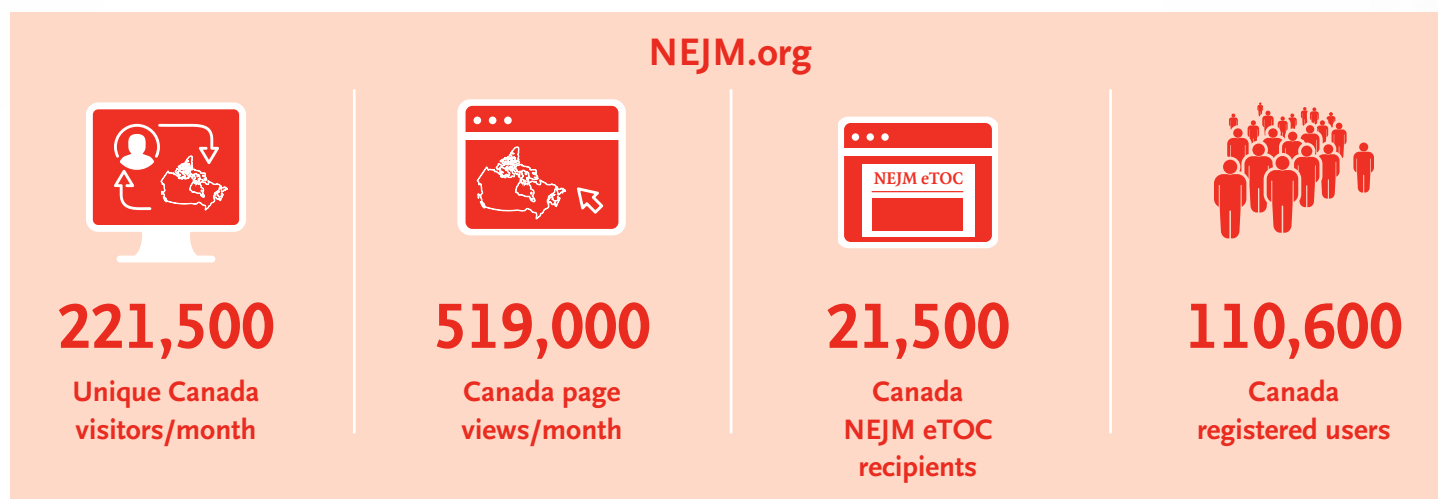 NEJM.org
NEJM eTOC
221,500
Unique Canada
visitors/month
519,000
Canada page
views/month
21,500
Canada
NEJM eTOC
recipients
110,600
Canada
registered users